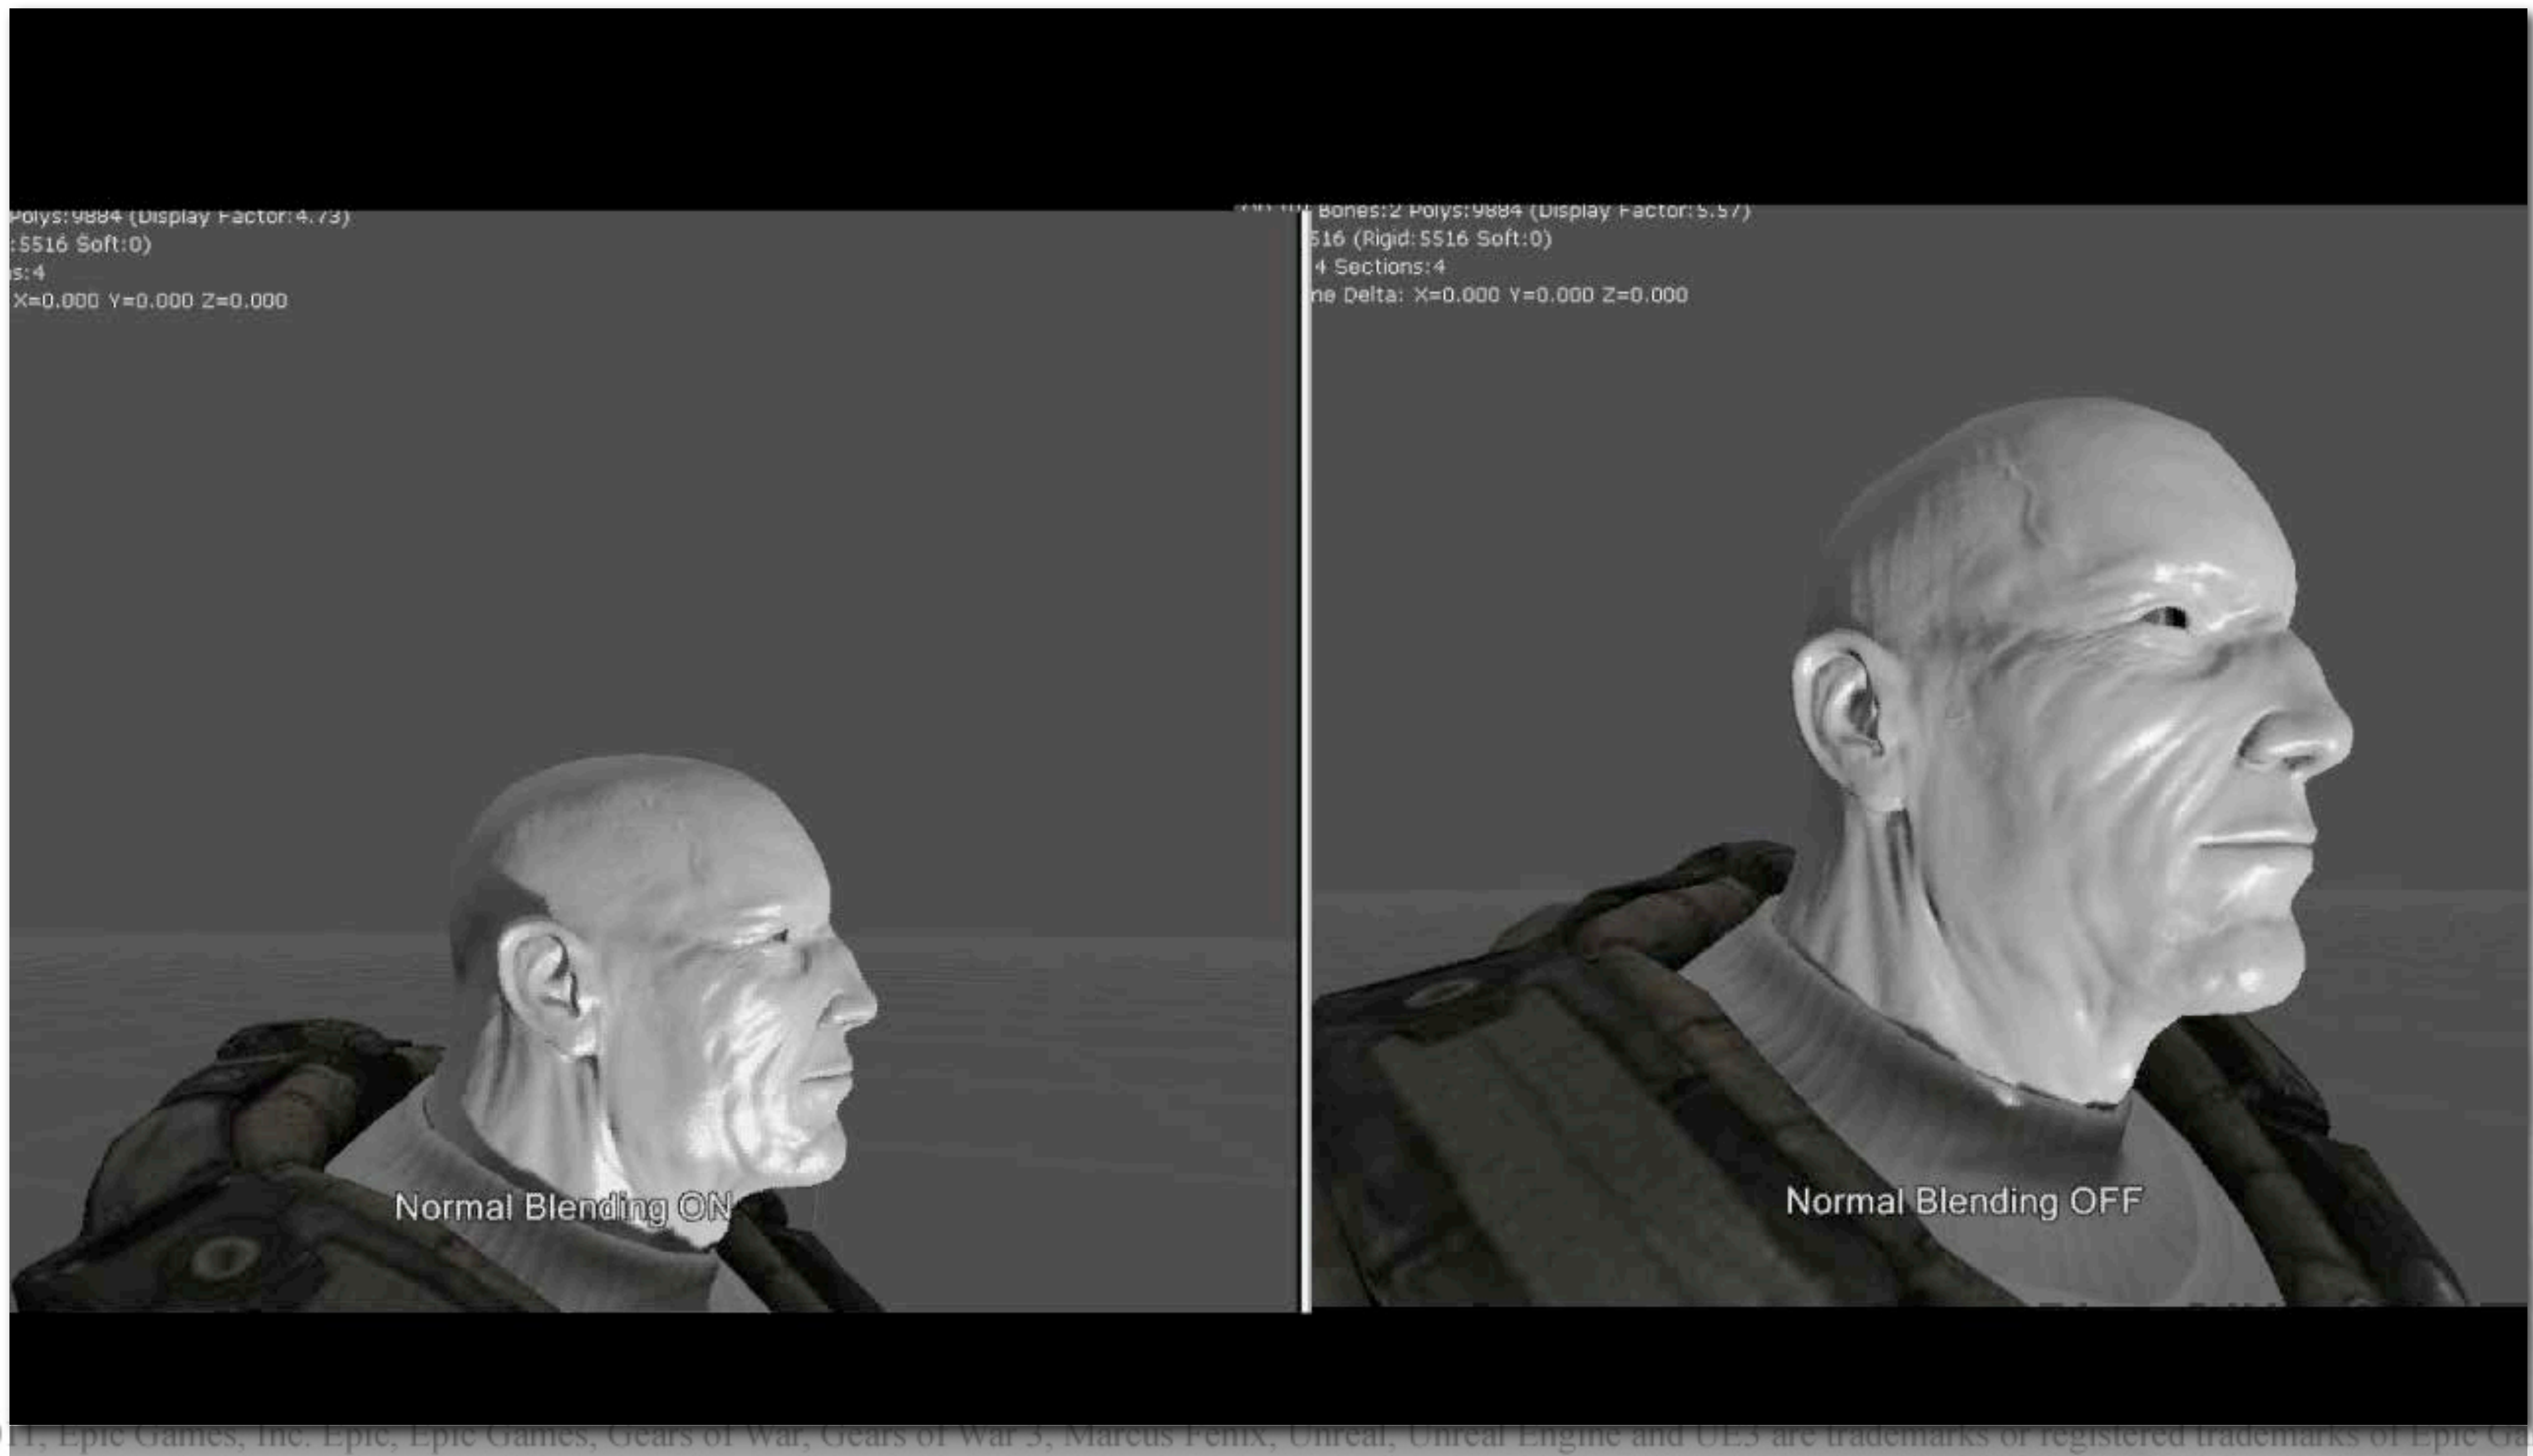 Polys:9884 (Display Factor:4.73)
:5516 Soft:0)
s:4
X=0.000 Y=0.000 Z=0.000
Bones:2 Polys:9884 (Display Factor:5.57)
516 (Rigid:5516 Soft:0)
4 Sections:4
ne Delta: X=0.000 Y=0.000 Z=0.000
Normal Blending ON
Normal Blending OFF
11, Epic Games, Inc. Epic, Epic Games, Gears of War, Gears of War 3, Marcus Fenix, Unreal, Unreal Engine and UE3 are trademarks or registered trademarks of Epic Ga